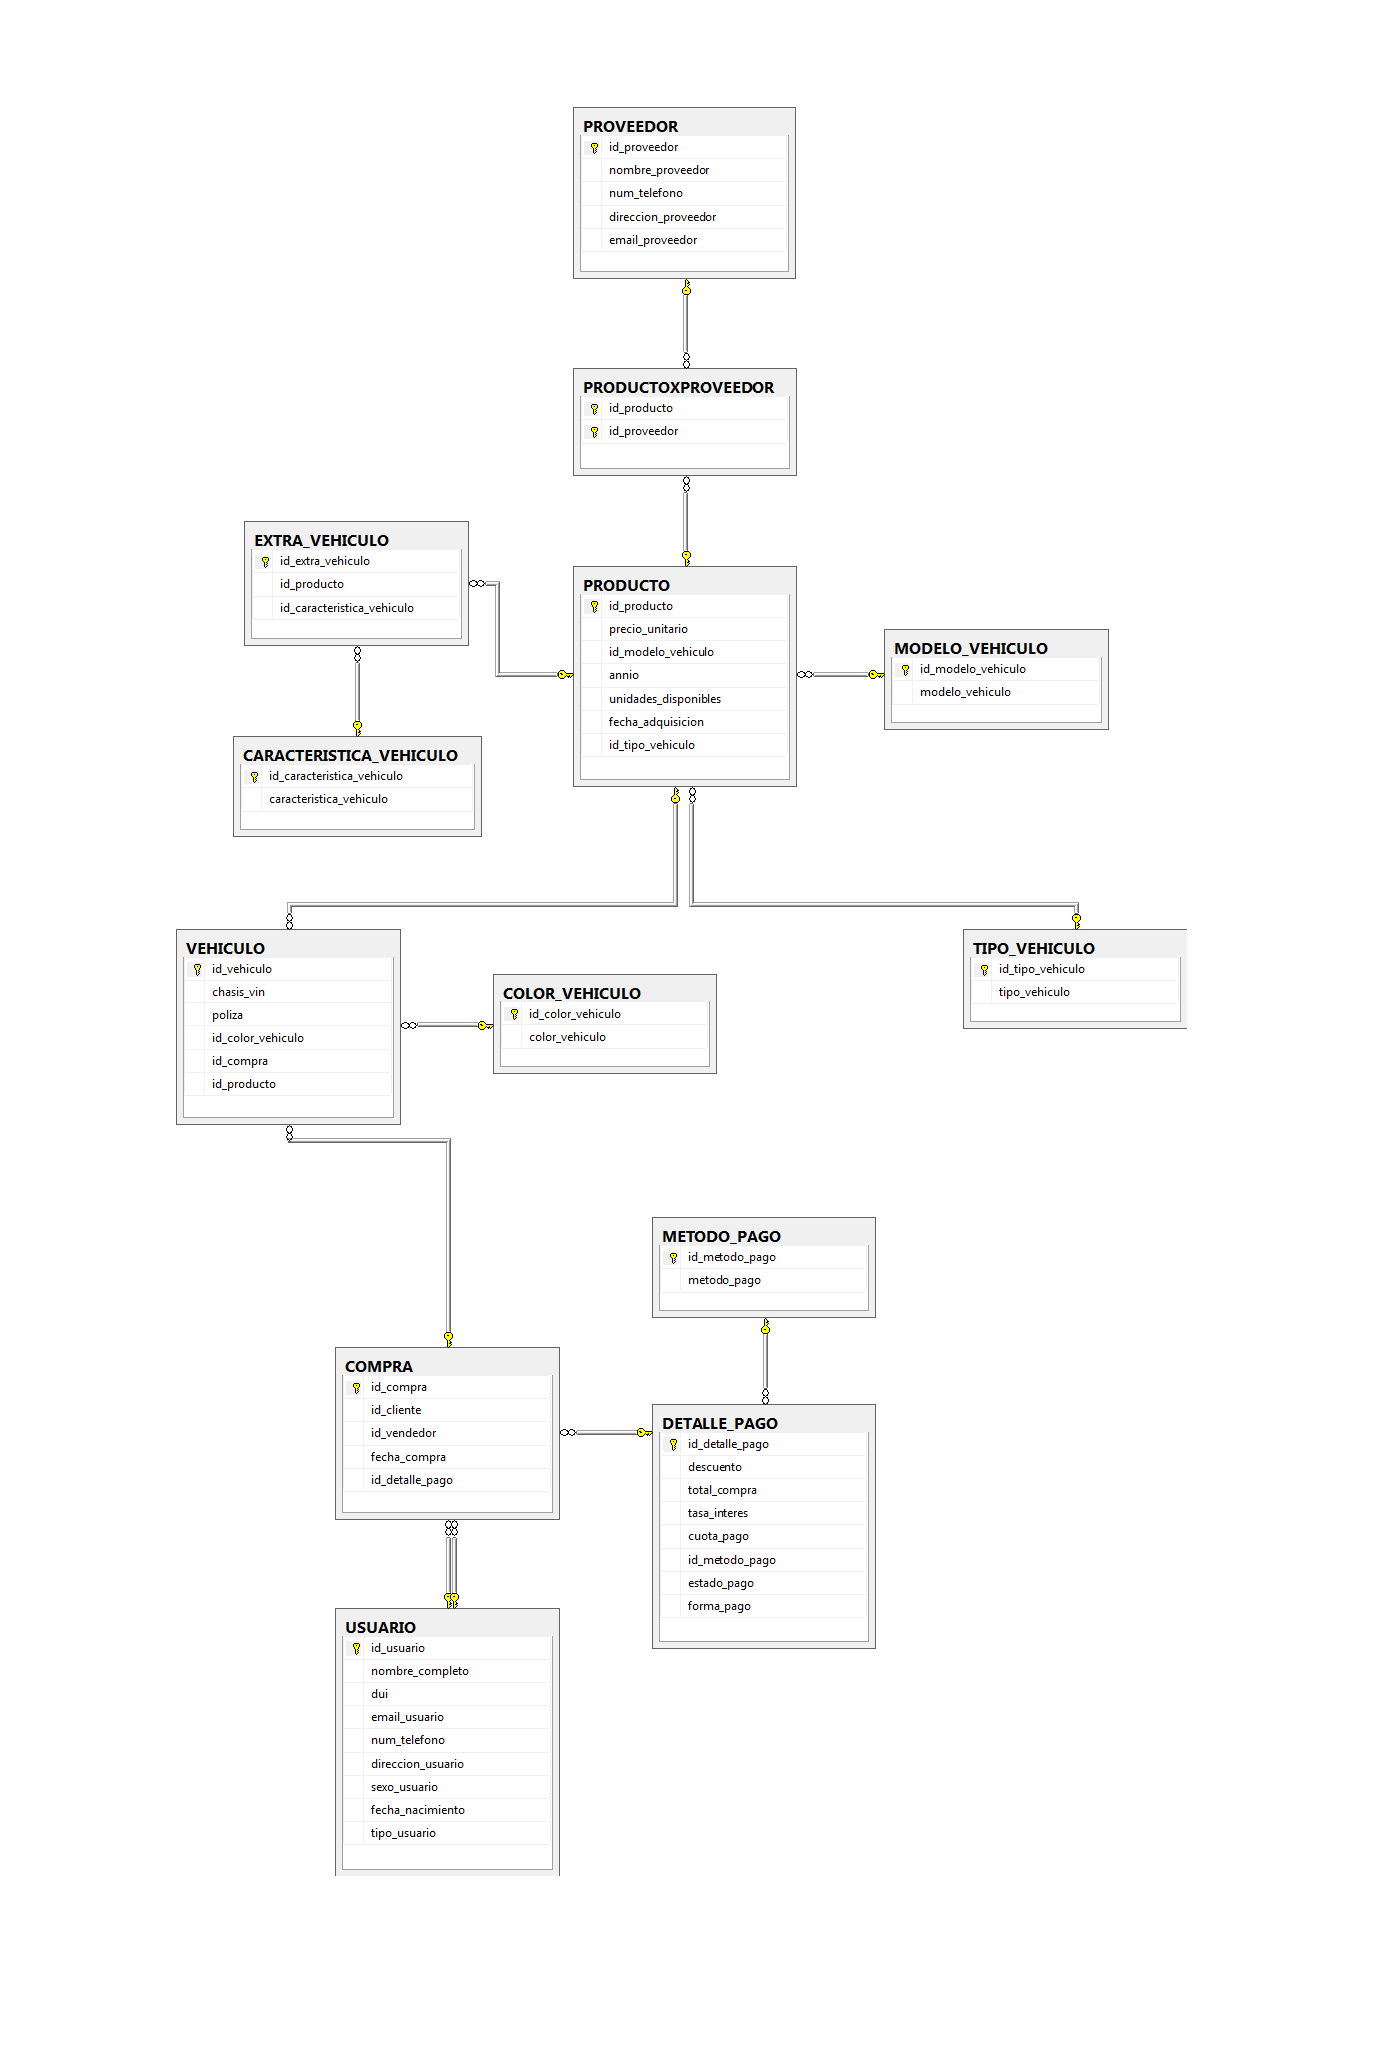 PROVEEDOR
id_proveedor
nombre_proveedor
num_telefono
direccion_proveedor
email_proveedor
PRODUCTOXPROVEEDOR
id_producto
id_proveedor
EXTRA_VEHICULO
id_extra_vehiculo
id_producto
id_caracteristica_vehiculo
PRODUCTO
id_producto
precio_unitario
id_modelo_vehiculo
annio
unidades_disponibles
fecha_adquisicion
id_tipo_vehiculo
MODELO_VEHICULO
id_modelo_vehiculo
modelo_vehiculo
CARACTERISTICA_VEHICULO
id_caracteristica_vehiculo
caracteristica_vehiculo
VEHICULO
id_vehiculo
chasis_vin
poliza
id_color_vehiculo
id_compra
id_producto
COLOR_VEHICULO
id_color_vehiculo
color_vehiculo
TIPO_VEHICULO
id_tipo_vehiculo
tipo_vehiculo
METODO_PAGO
id_metodo_pago
metodo_pago
COMPRA
id_compra
id_cliente
id_vendedor
fecha_compra
id_detalle_pago
DETALLE_PAGO
id_detalle_pago
descuento
total_compra
tasa_interes
cuota_pago
id_metodo_pago
estado_pago
forma_pago
USUARIO
id_usuario
nombre_completo
dui
email_usuario
num_telefono
direccion_usuario
sexo_usuario
fecha_nacimiento
tipo_usuario